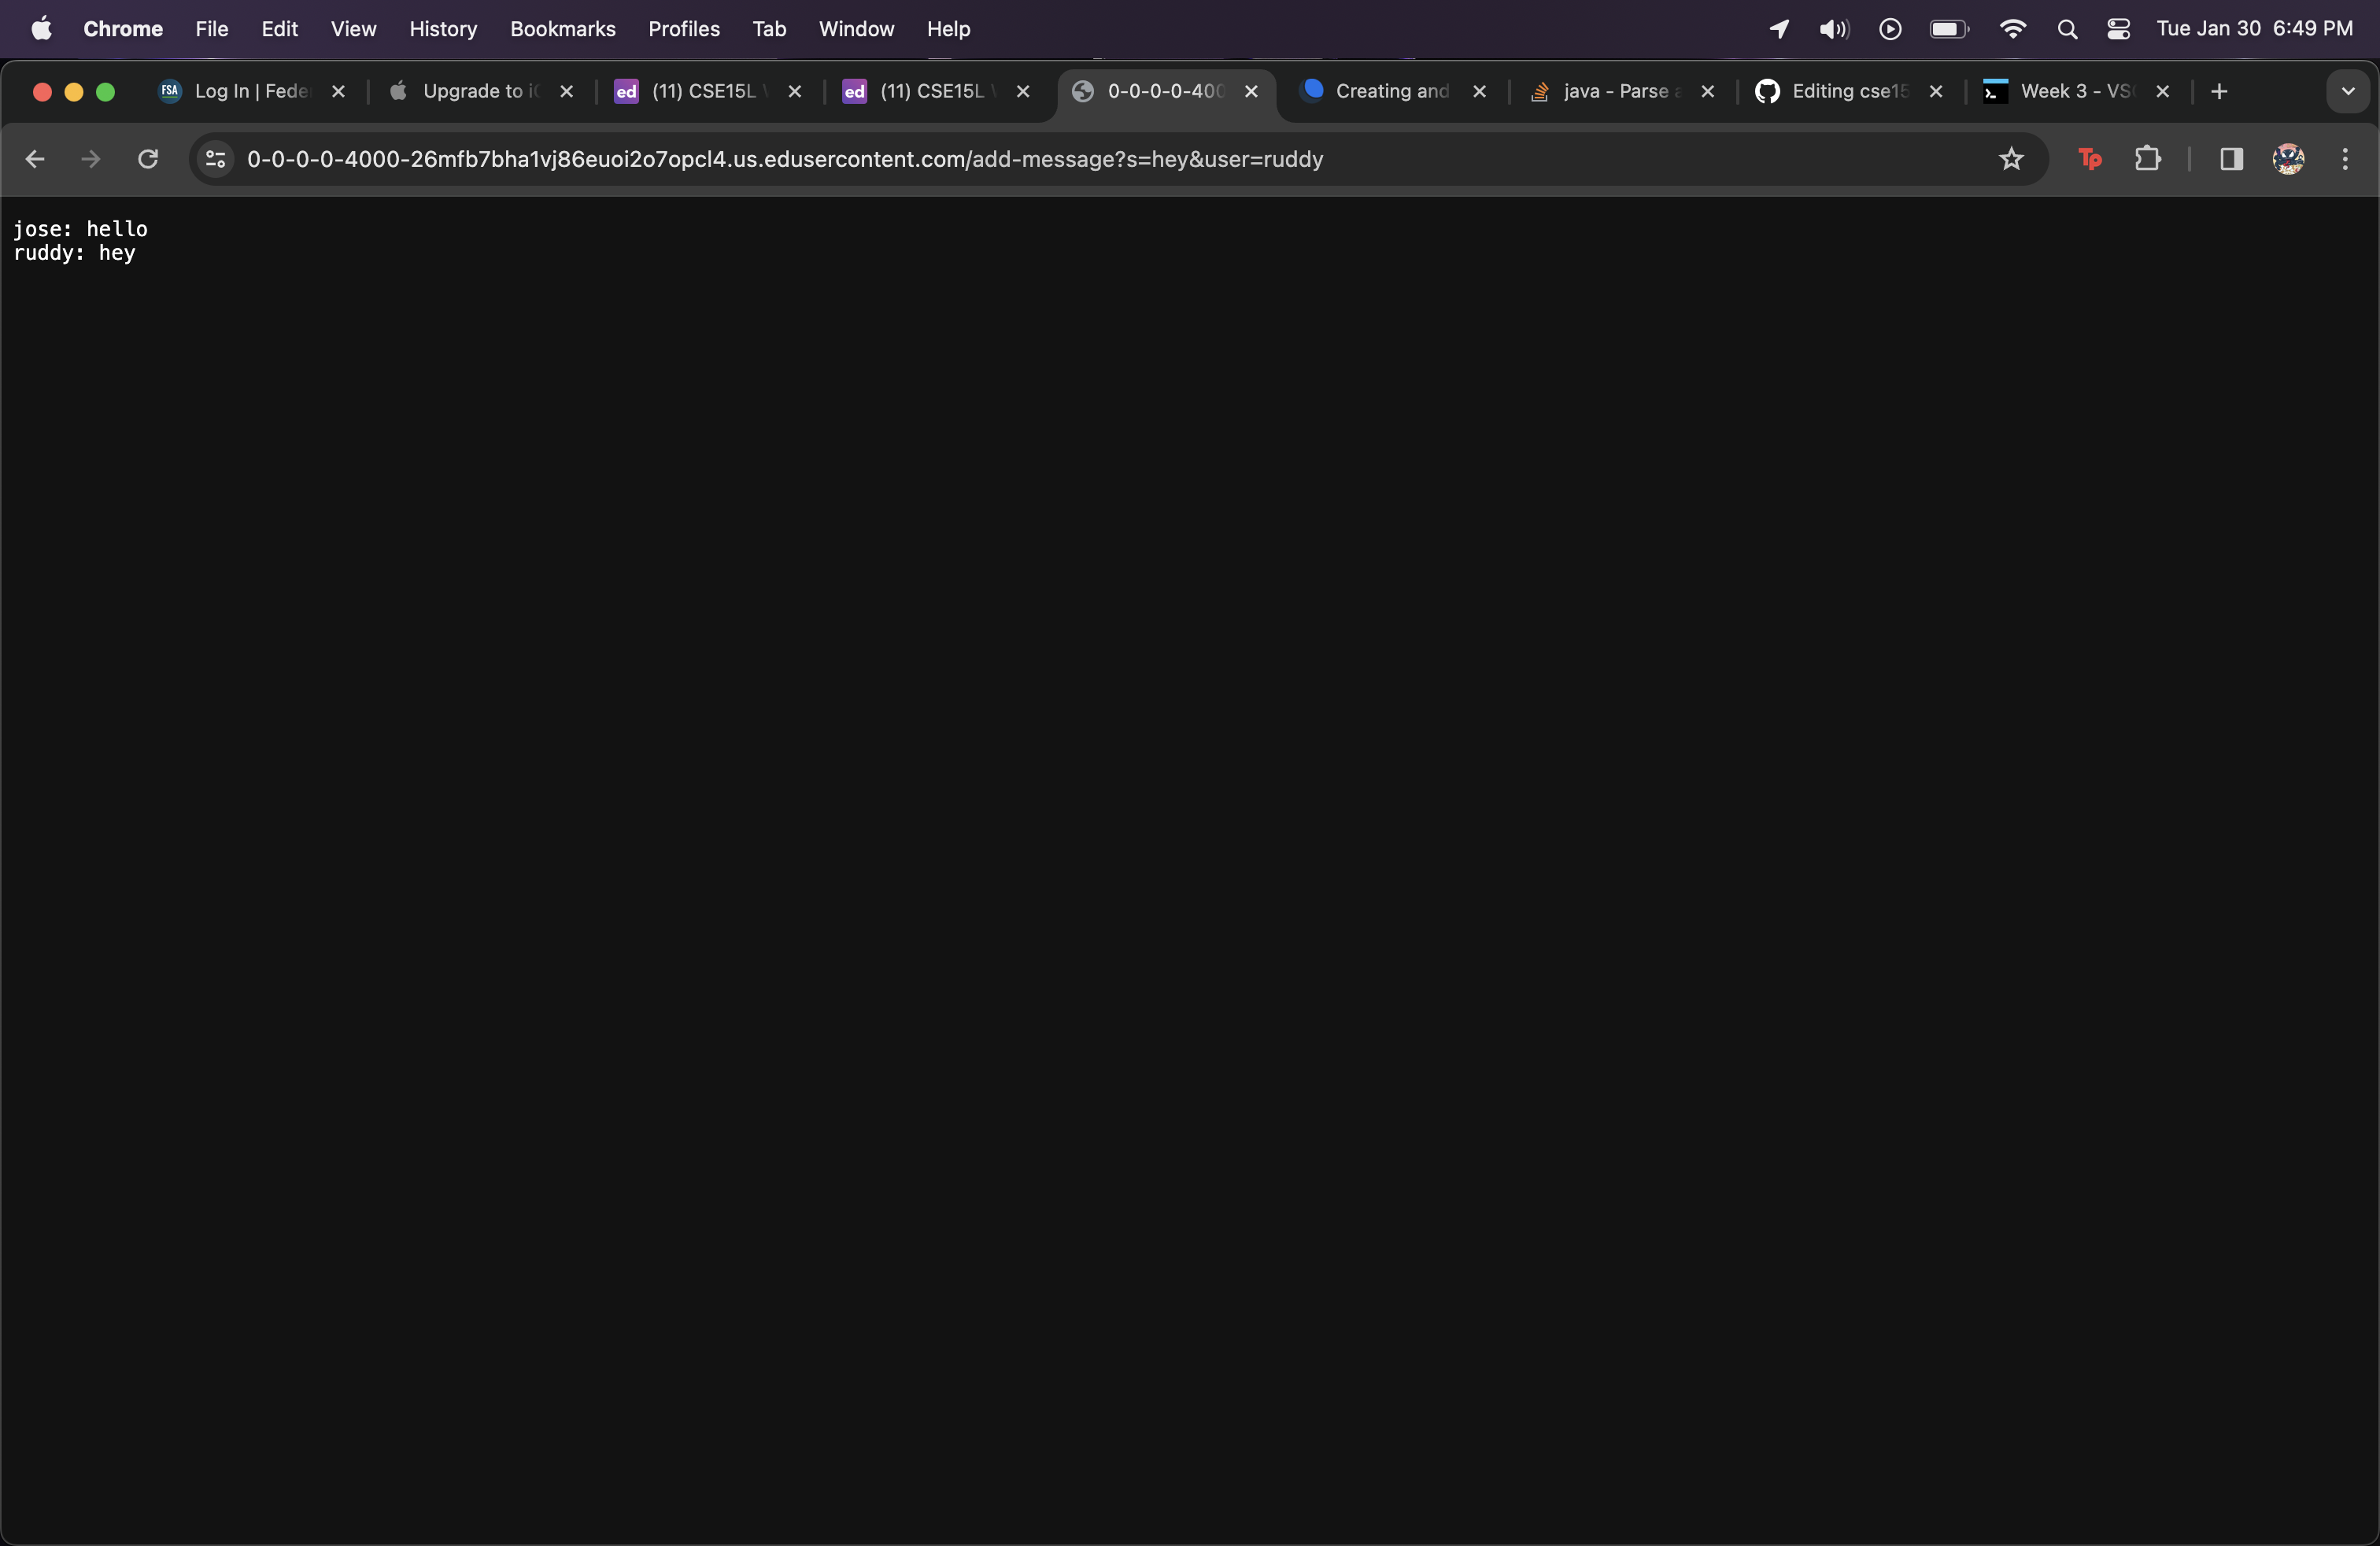 Chrome File Edit View History Bookmarks Profiles Tab Window Help Tue Jan 30 6:49 PM
FSA Log In | Fede ed (11) CSE15L ed (11) CSE15L 0-0-0-0-400 Creating and java - Parse Editing cse15 Week 3 - VS
Upgrade to
0-0-0-0-4000-26mfb7bha1vj86euoi2o7opcl4.us.edusercontent.com/add-message?s=hey&user=ruddy Tp
jose: hello
ruddy: hey